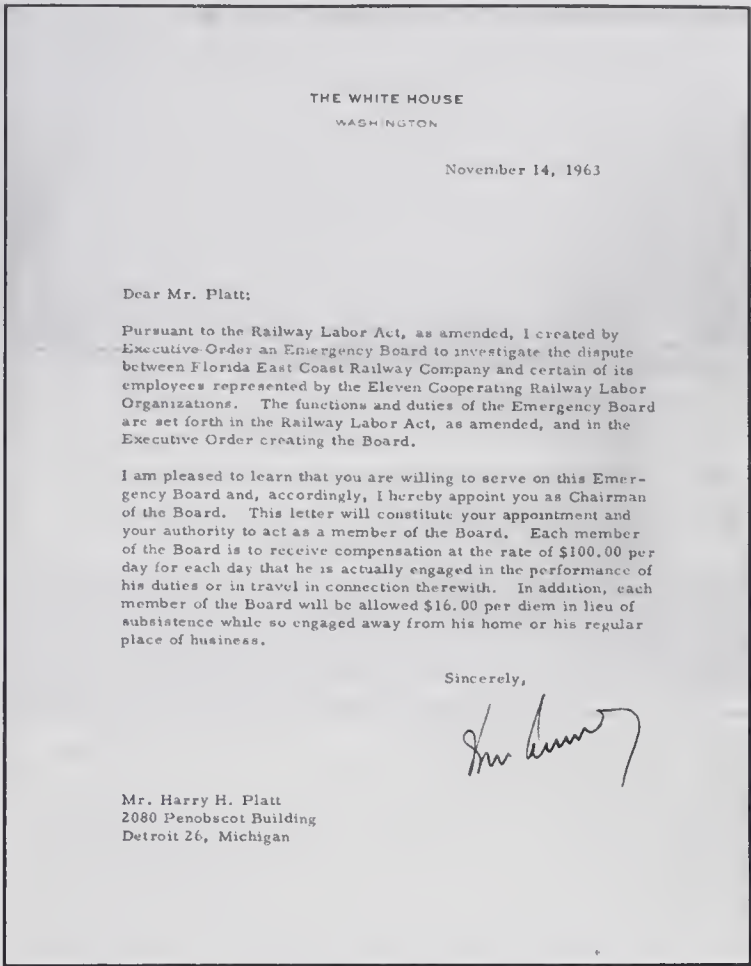 THE WHITE HOUSE
WASHINGTON
November 14, 1963
Dear Mr. Platt:
Pursuant to the Railway Labor Act, as amended, I created by
Executive Order an Emergency Board to investigate the dispute
between Florida East Coast Railway Company and certain of its
employees represented by the Eleven Cooperating Railway Labor
Organizations. The functions and duties of the Emergency Board
are set forth in the Railway Labor Act, as amended, and in the
Executive Order creating the Board.
I am pleased to learn that you are willing to serve on this Emer-
gency Board and, accordingly, I hereby appoint you as Chairman
of the Board. This letter will constitute your appointment and
your authority to act as a member of the Board. Each member
of the Board is to receive compensation at the rate of $100.00 per
day for each day that he is actually engaged in the performance of
his duties or in travel in connection therewith. In addition, each
member of the Board will be allowed $16.00 per diem in lieu of
subsistence while so engaged away from his home or his regular
place of business.
Sincerely,
Mr. Harry H. Platt
2080 Penobscot Building
Detroit 26, Michigan